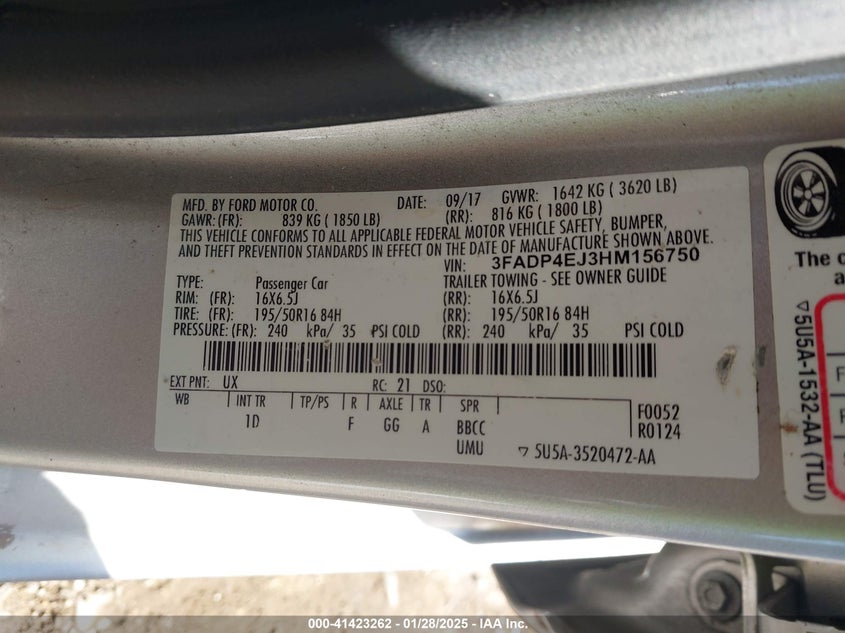 MFD. BY FORD MOTOR CO. DATE: 09/17 GVWR: 1642 KG ( 3620 LB)
GAWR: (FR): 839 KG ( 1850 LB) (RR): 816 KG ( 1800 LB)
THIS VEHICLE CONFORMS TO ALL APPLICABLE FEDERAL MOTOR VEHICLE SAFETY, BUMPER,
AND THEFT PREVENTION STANDARDS IN EFFECT ON THE DATE OF MANUFACTURE SHOWN ABOVE.
VIN: 3FADP4EJ3HM156750
TYPE: Passenger Car TRAILER TOWING - SEE OWNER GUIDE
RIM: (FR): 16X6.5J (RR): 16X6.5J
TIRE: (FR): 195/50R16 84H (RR): 195/50R16 84H
PRESSURE: (FR): 240 kPa/ 35 PSI COLD (RR): 240 kPa/ 35 PSI COLD
EXT PNT: UX RC: 21 DSO:
WB INT TR TP/PS R AXLE TR SPR F0052
1D F GG A BBCC R0124
UMU ▽ 5U5A-3520472-AA
▽ 5U5A-1532-AA (TLU)
The c
a
F
F
000-41423262 - 01/28/2025 - IAA Inc.